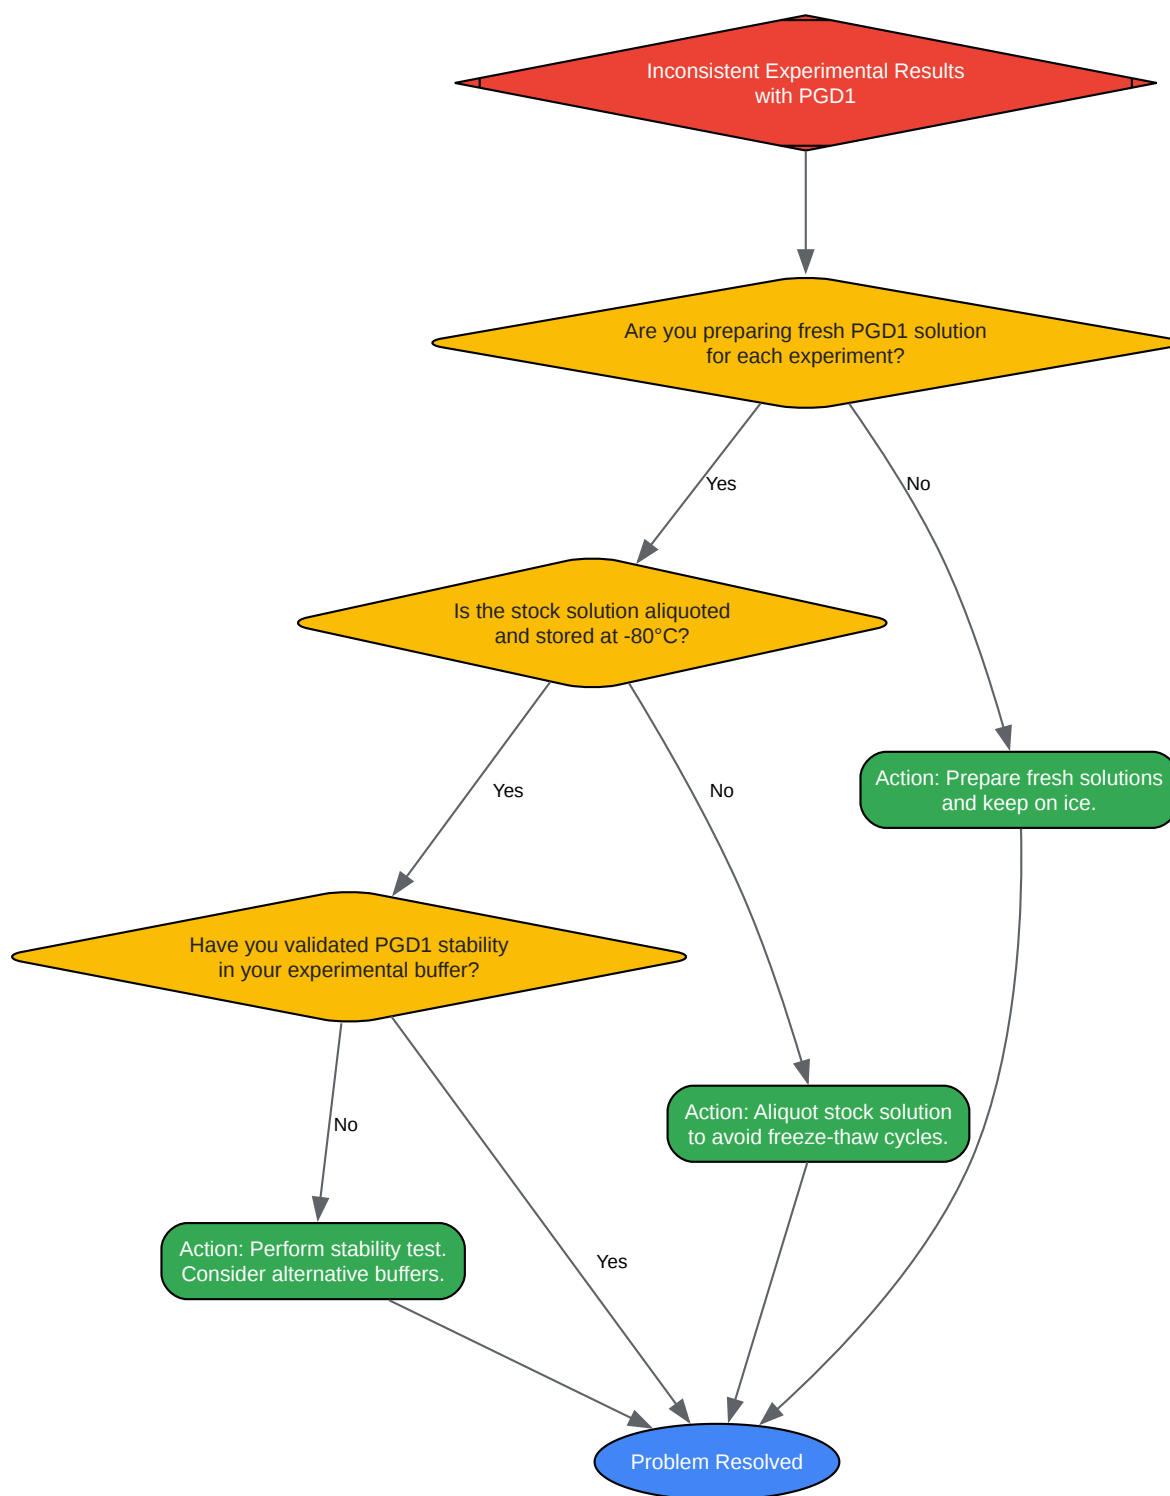 Inconsistent Experimental Results
with PGD1
Are you preparing fresh PGD1 solution
for each experiment?
Yes
No
Is the stock solution aliquoted
and stored at -80°C?
Action: Prepare fresh solutions
and keep on ice.
Yes
No
Have you validated PGD1 stability
in your experimental buffer?
Action: Aliquot stock solution
to avoid freeze-thaw cycles.
No
Action: Perform stability test.
Consider alternative buffers.
Yes
Problem Resolved